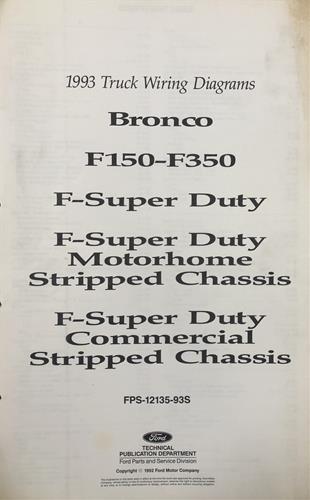 1993 Truck Wiring Diagrams
Bronco
F150-F350
F-Super Duty
F-Super Duty
Motorhome
Stripped Chassis
F-Super Duty
Commercial
Stripped Chassis
FPS-12135-93S
Ford
TECHNICAL
PUBLICATION DEPARTMENT
Ford Parts and Service Division
Copyright © 1992 Ford Motor Company